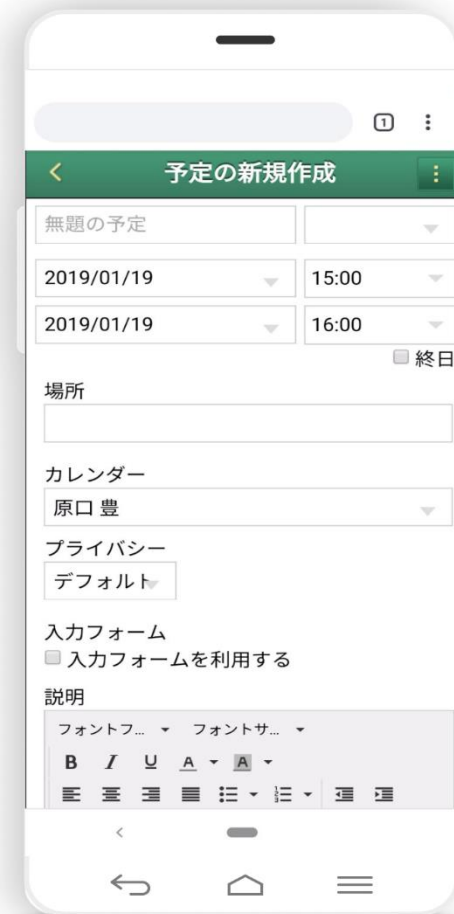 1
予定の新規作成
無題の予定
2019/01/19 15:00
2019/01/19 16:00
終日
場所
カレンダー
原口 豊
プライバシー
デフォルト
入力フォーム
入力フォームを利用する
説明
フォントフ... フォントサ...
B I U A A